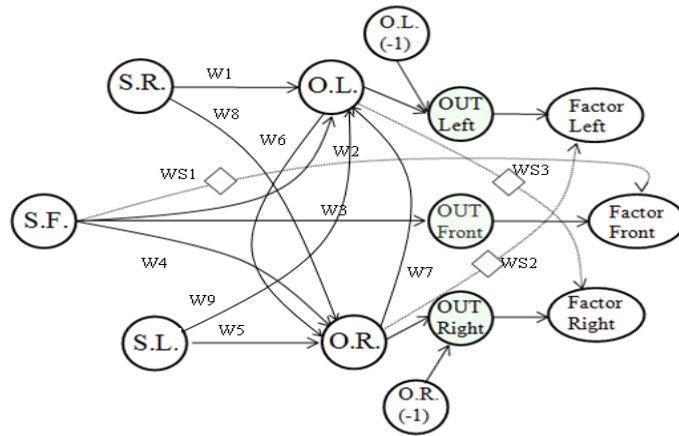 O.L.
(-1)
S.R.
W1
O.L.
OUT
Left
Factor
Left
W8
W6
W2
WS1
WS3
S.F.
W3
OUT
Front
Factor
Front
W4
W7
WS2
W9
S.L.
W5
O.R.
OUT
Right
Factor
Right
O.R.
(-1)